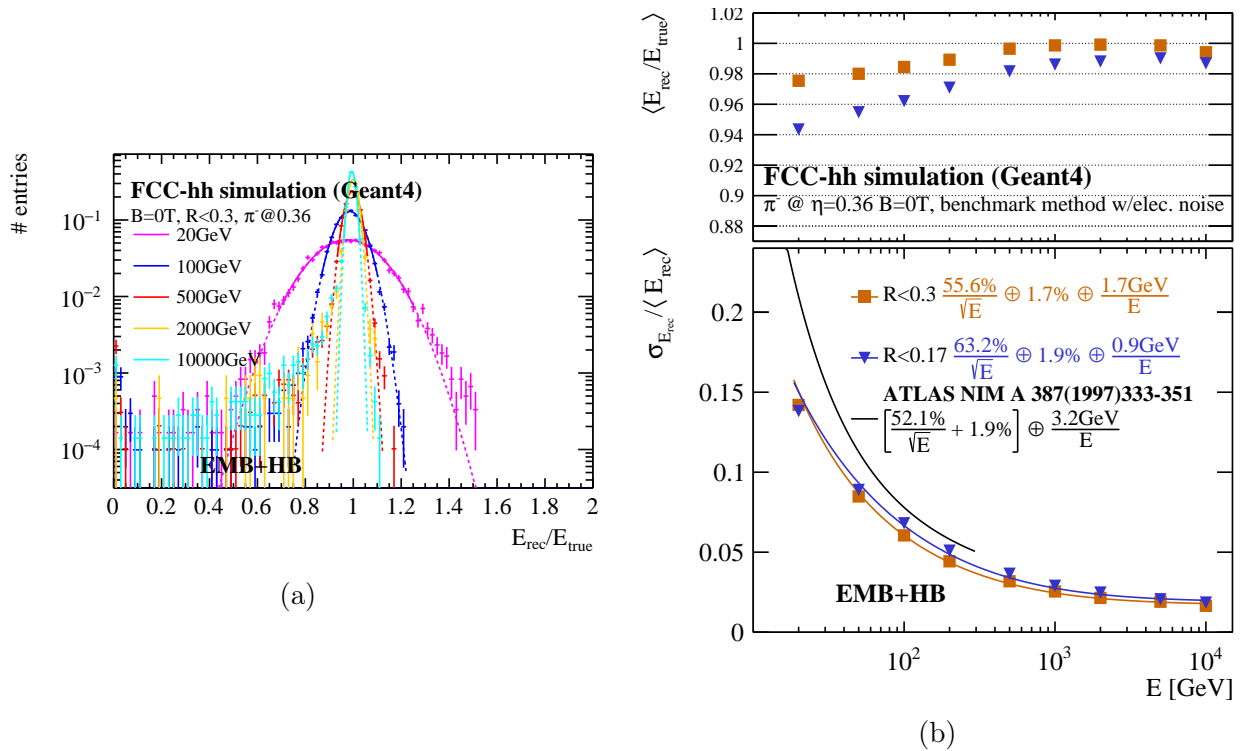 # entries
FCC-hh simulation (Geant4)
B=0T, R<0.3, π⁻@0.36
20GeV
100GeV
500GeV
2000GeV
10000GeV
EMB+HB
10⁻¹
10⁻²
10⁻³
10⁻⁴
0 0.2 0.4 0.6 0.8 1 1.2 1.4 1.6 1.8 2
E_rec/E_true
(a)
⟨E_rec/E_true⟩
1.02
1
0.98
0.96
0.94
0.92
0.9
0.88
FCC-hh simulation (Geant4)
π⁻ @ η=0.36 B=0T, benchmark method w/elec. noise
σ_E_rec/⟨E_rec⟩
0.2
0.15
0.1
0.05
0
R<0.3 55.6%/√E ⊕ 1.7% ⊕ 1.7GeV/E
R<0.17 63.2%/√E ⊕ 1.9% ⊕ 0.9GeV/E
ATLAS NIM A 387(1997)333-351
[52.1%/√E + 1.9%] ⊕ 3.2GeV/E
EMB+HB
10² 10³ 10⁴
E [GeV]
(b)